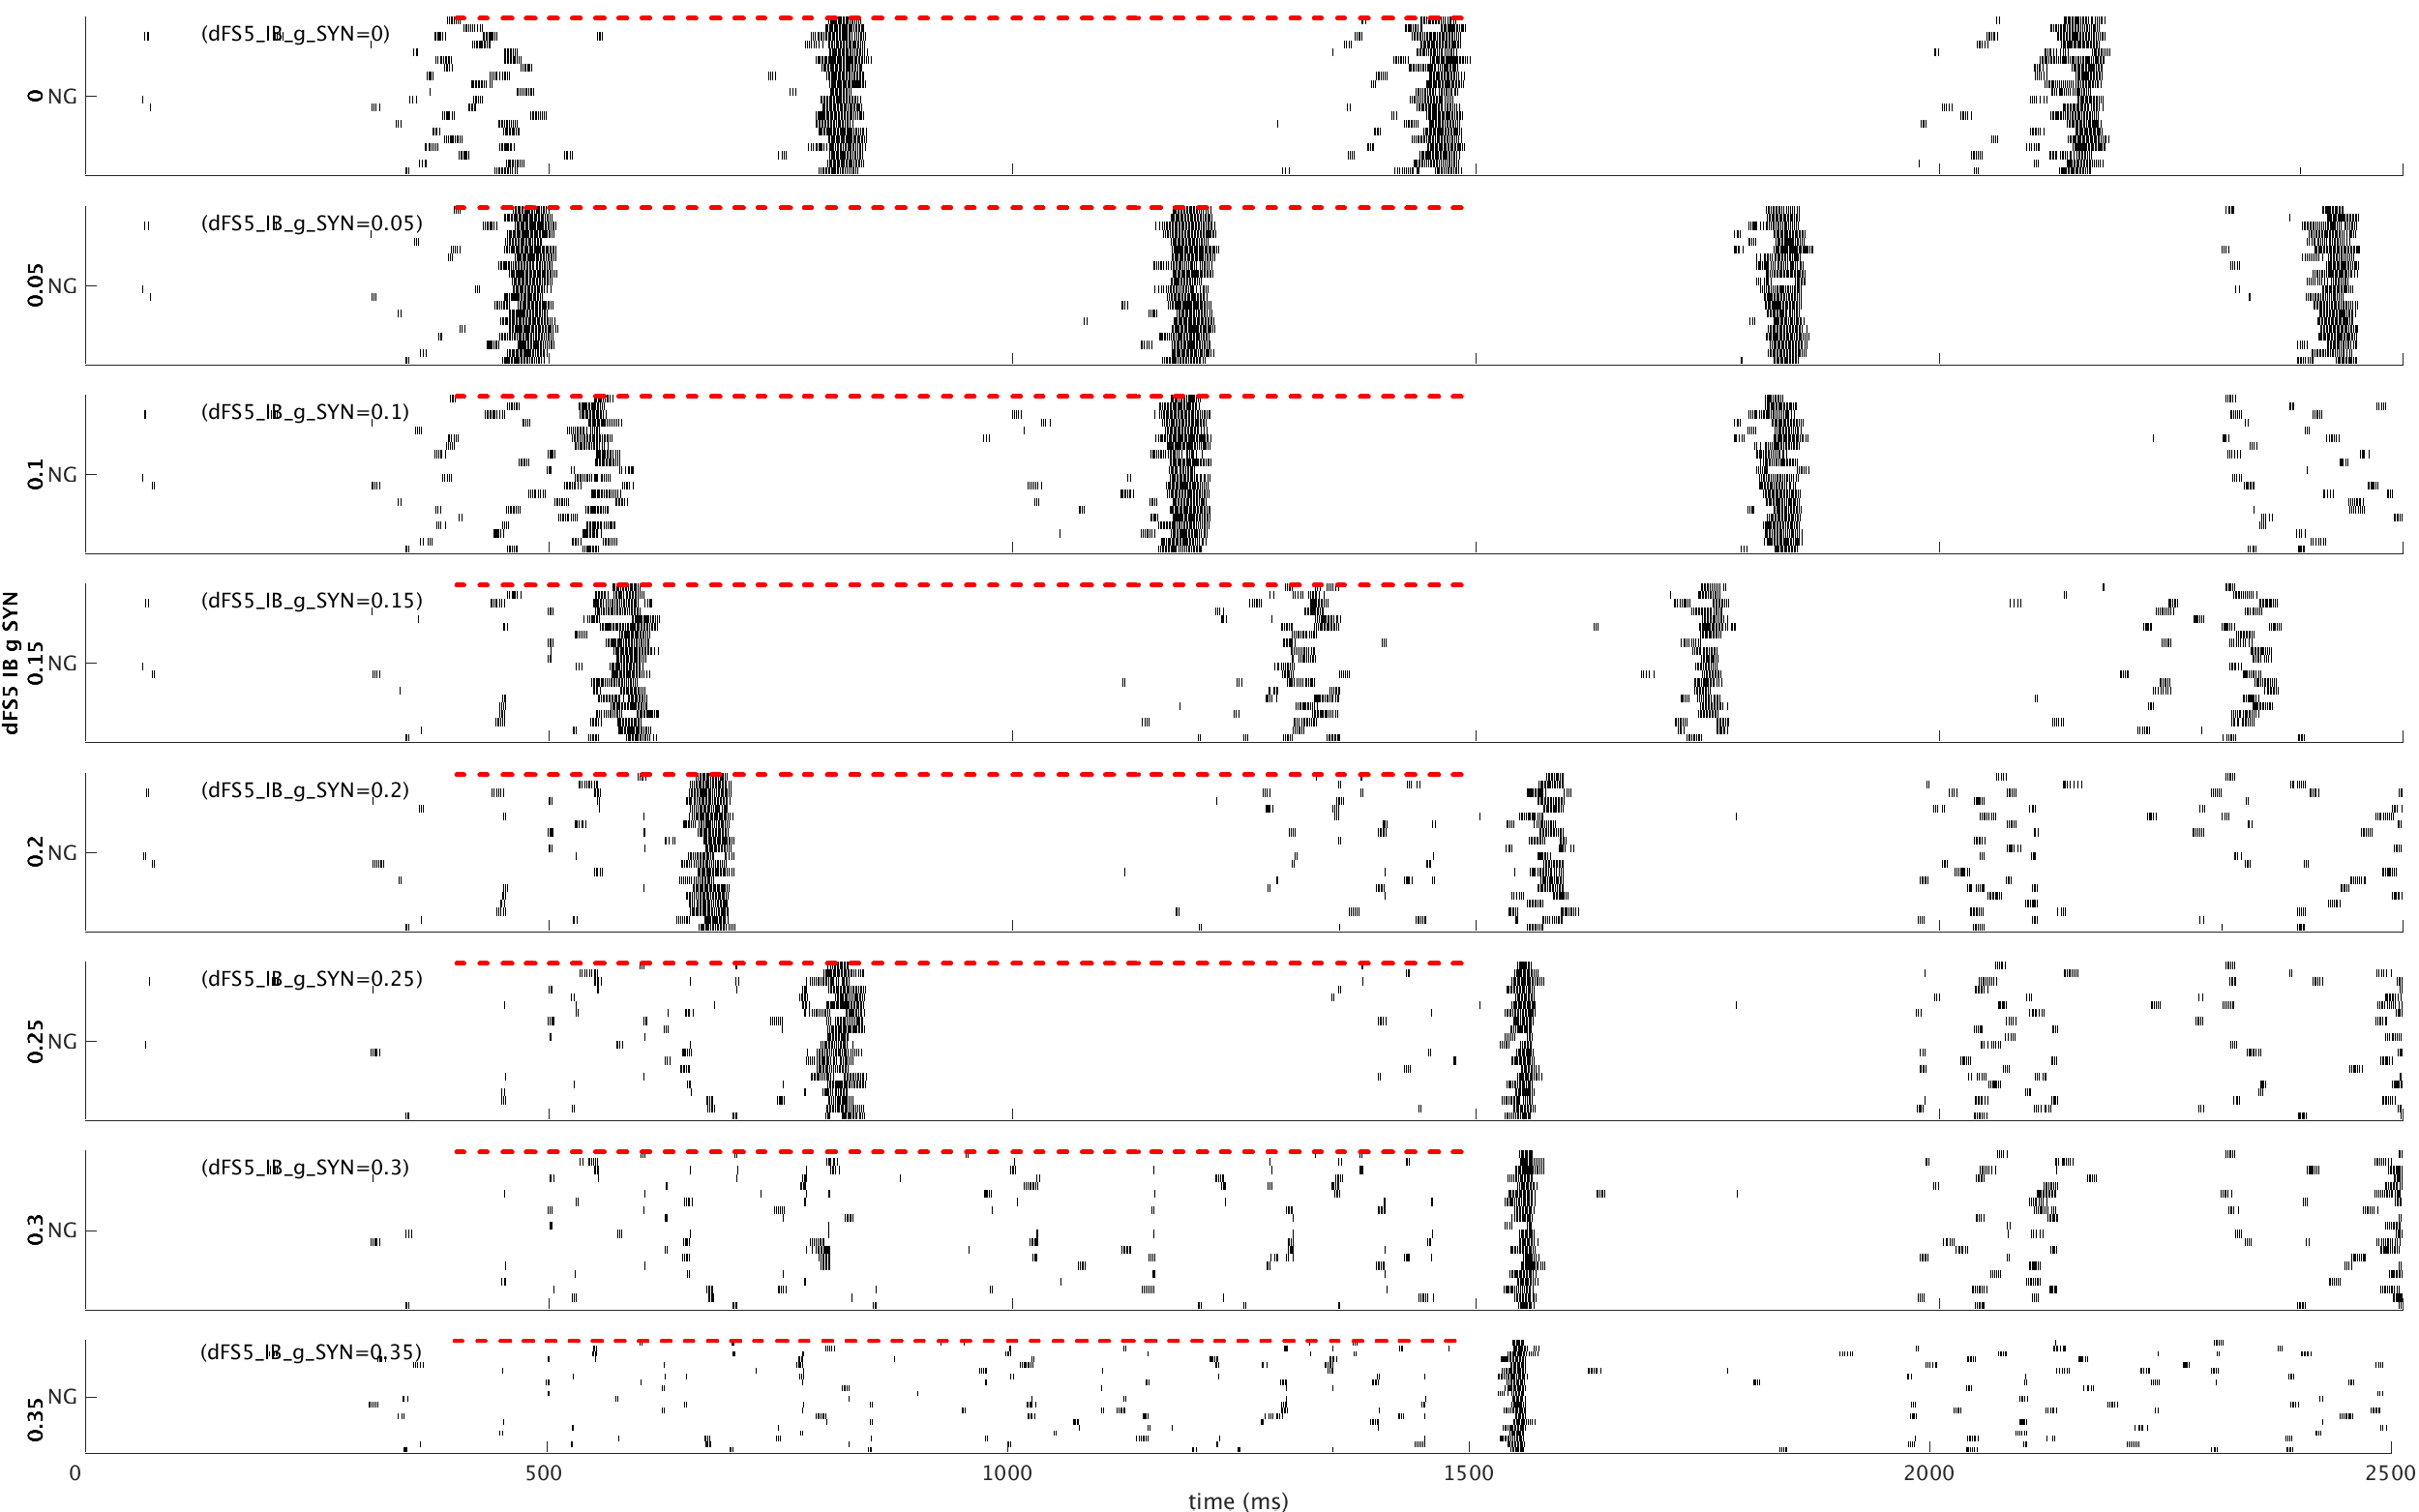 (dFS5_IB_g_SYN=0)
0 NG
(dFS5_IB_g_SYN=0.05)
0.05 NG
(dFS5_IB_g_SYN=0.1)
0.1 NG
(dFS5_IB_g_SYN=0.15)
0.15 NG
dFS5 IB g SYN
(dFS5_IB_g_SYN=0.2)
0.2 NG
(dFS5_IB_g_SYN=0.25)
0.25 NG
(dFS5_IB_g_SYN=0.3)
0.3 NG
(dFS5_IB_g_SYN=0.35)
0.35 NG
0 500 1000 1500 2000 2500
time (ms)